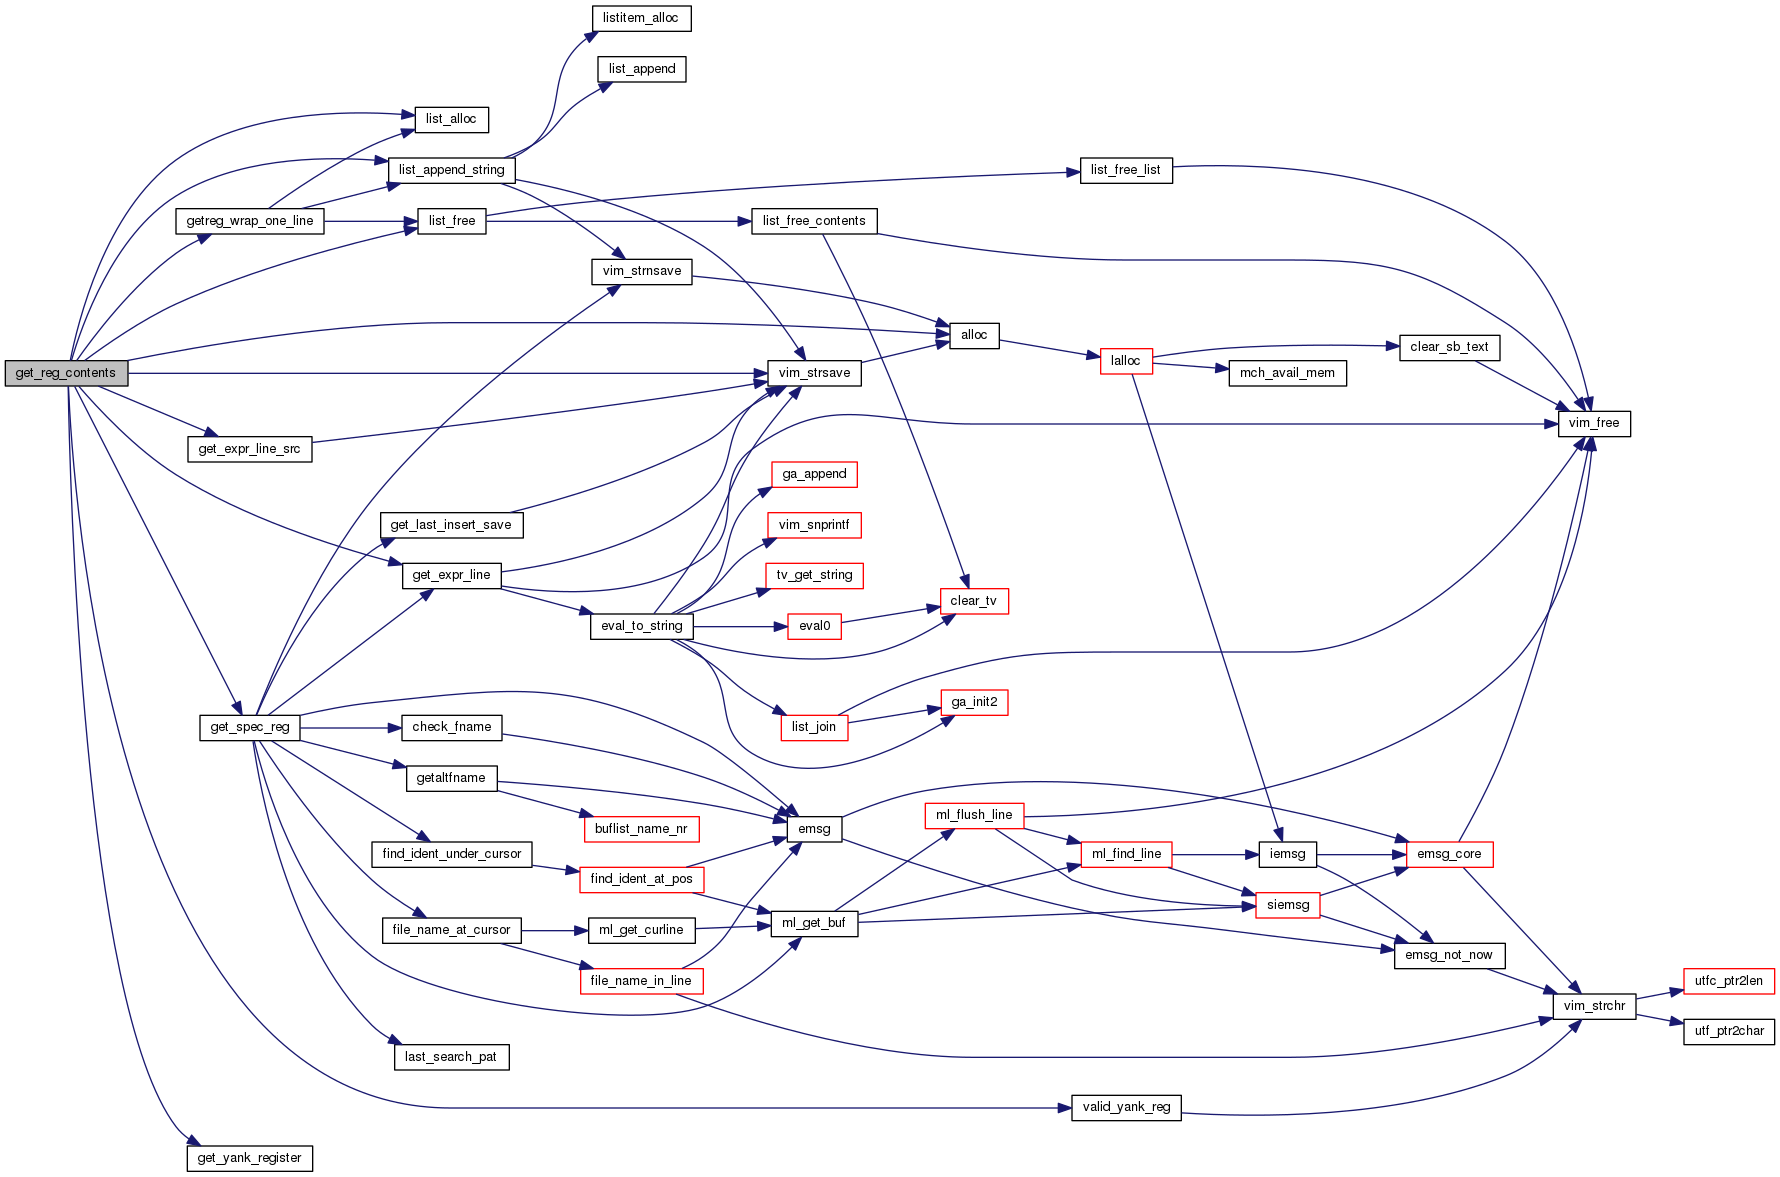 listitem_alloc
list_append
list_alloc
list_append_string
list_free_list
getreg_wrap_one_line
list_free
list_free_contents
vim_strnsave
alloc
clear_sb_text
lalloc
get_reg_contents
vim_strsave
mch_avail_mem
vim_free
get_expr_line_src
ga_append
get_last_insert_save
vim_snprintf
get_expr_line
tv_get_string
clear_tv
eval_to_string
eval0
ga_init2
get_spec_reg
check_fname
list_join
getaltfname
ml_flush_line
buflist_name_nr
emsg
find_ident_under_cursor
ml_find_line
iemsg
emsg_core
find_ident_at_pos
siemsg
file_name_at_cursor
ml_get_curline
ml_get_buf
emsg_not_now
file_name_in_line
utfc_ptr2len
vim_strchr
utf_ptr2char
last_search_pat
valid_yank_reg
get_yank_register